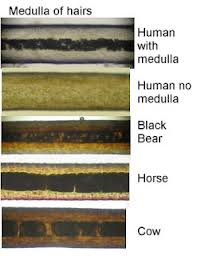 Medulla of hairs
Human
with
medulla
Human no
medulla
Black
Bear
Horse
Cow